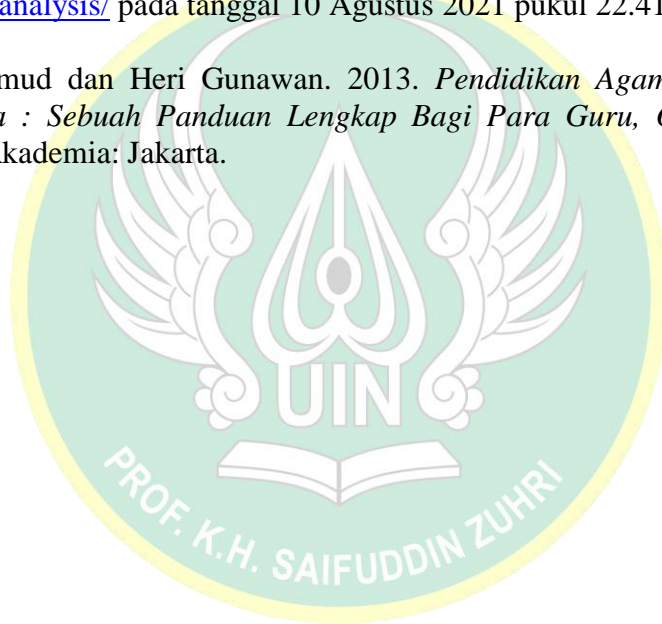 analysis/ pada tanggal 10 Agustus 2021 pukul 22.41
mud dan Heri Gunawan. 2013. Pendidikan Agam
a : Sebuah Panduan Lengkap Bagi Para Guru,
Akademia: Jakarta.
UIN
PROF. K.H. SAIFUDDIN ZUHRI